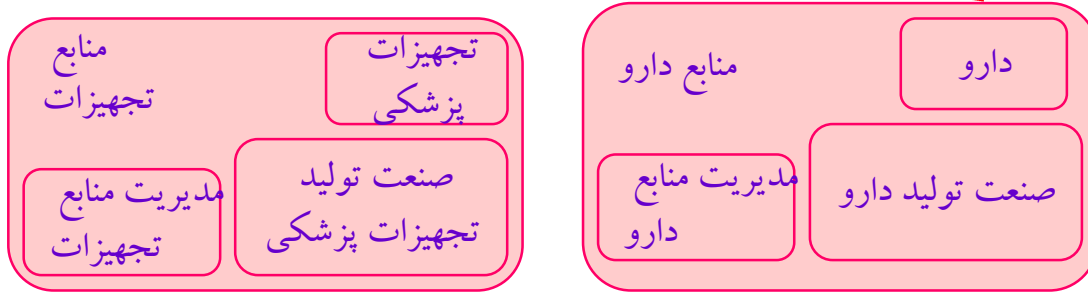 منابع دارو
دارو
صنعت تولید دارو
مدیریت منابع
دارو
منابع
تجهیزات
تجهیزات
پزشکی
صنعت تولید
تجهیزات پزشکی
مدیریت منابع
تجهیزات